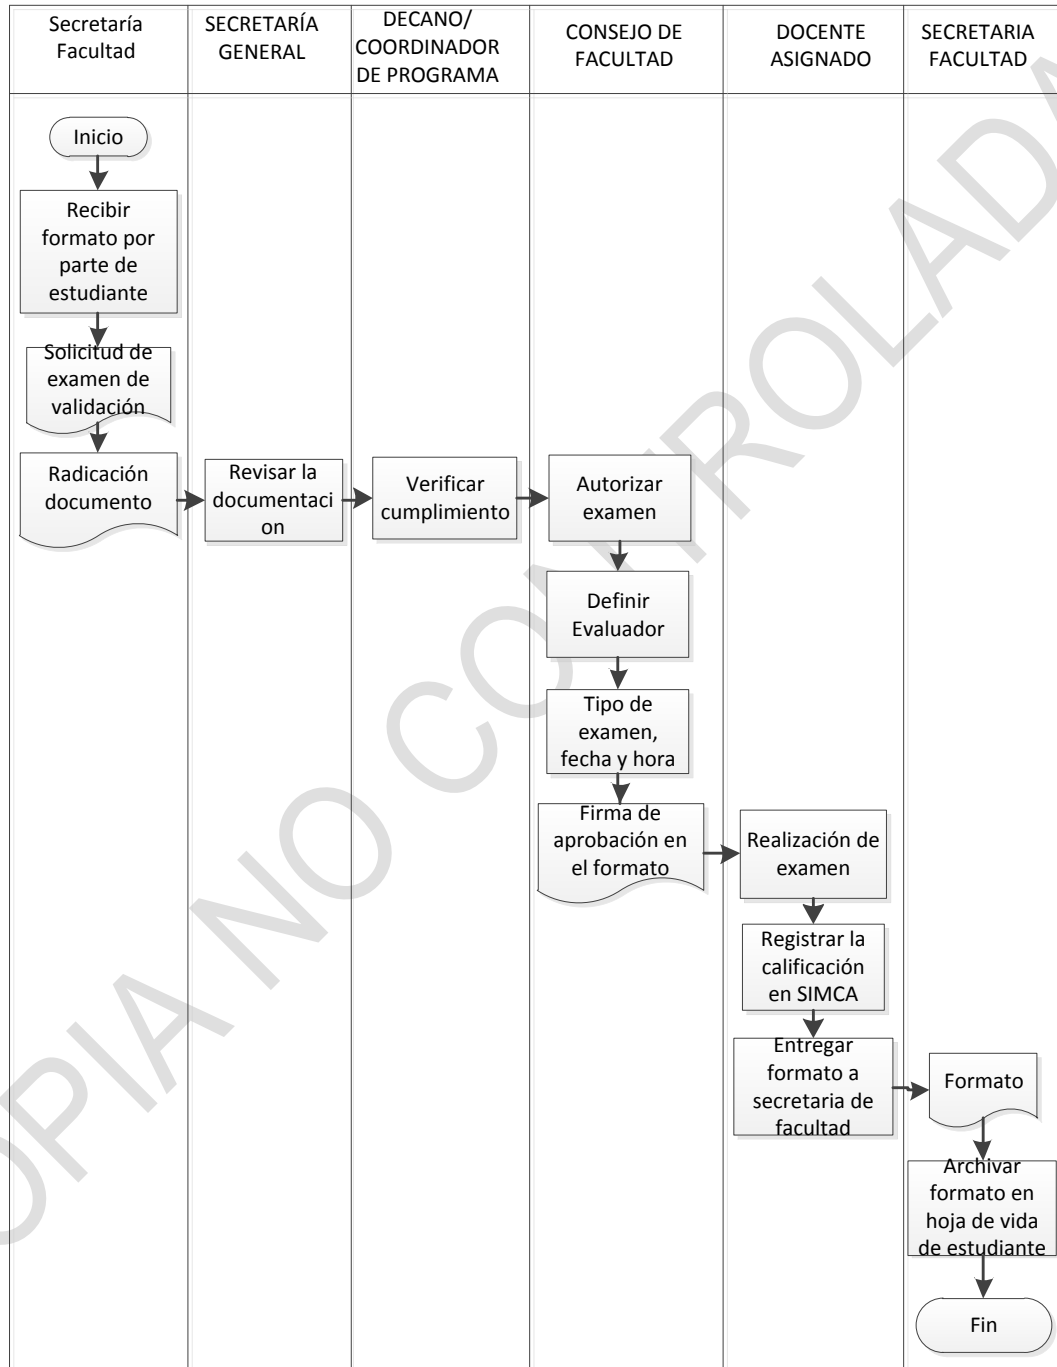 Secretaría
Facultad
SECRETARÍA
GENERAL
DECANO/
COORDINADOR
DE PROGRAMA
CONSEJO DE
FACULTAD
DOCENTE
ASIGNADO
SECRETARIA
FACULTAD
Inicio
Recibir
formato por
parte de
estudiante
Solicitud de
examen de
validación
Radicación
documento
Revisar la
documentaci
on
Verificar
cumplimiento
Autorizar
examen
Definir
Evaluador
Tipo de
examen,
fecha y hora
Firma de
aprobación en
el formato
Realización de
examen
Registrar la
calificación
en SIMCA
Entregar
formato a
secretaria de
facultad
Formato
Archivar
formato en
hoja de vida
de estudiante
Fin
OPIA NO CONTROLADA